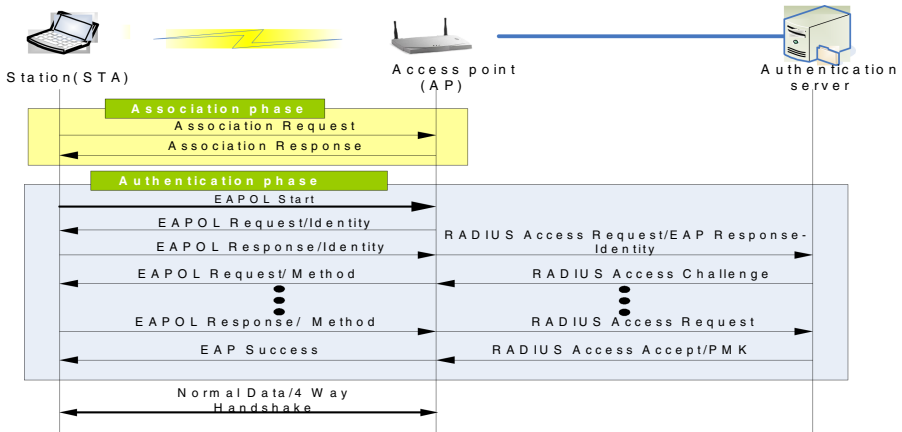 Station(STA)
Access point
(AP)
Authentication
server
Association phase
Association Request
Association Response
Authentication phase
EAPOL Start
EAPOL Request/Identity
EAPOL Response/Identity
RADIUS Access Request/EAP Response-
Identity
EAPOL Request/ Method
RADIUS Access Challenge
EAPOL Response/ Method
RADIUS Access Request
EAP Success
RADIUS Access Accept/PMK
Normal Data/4 Way
Handshake